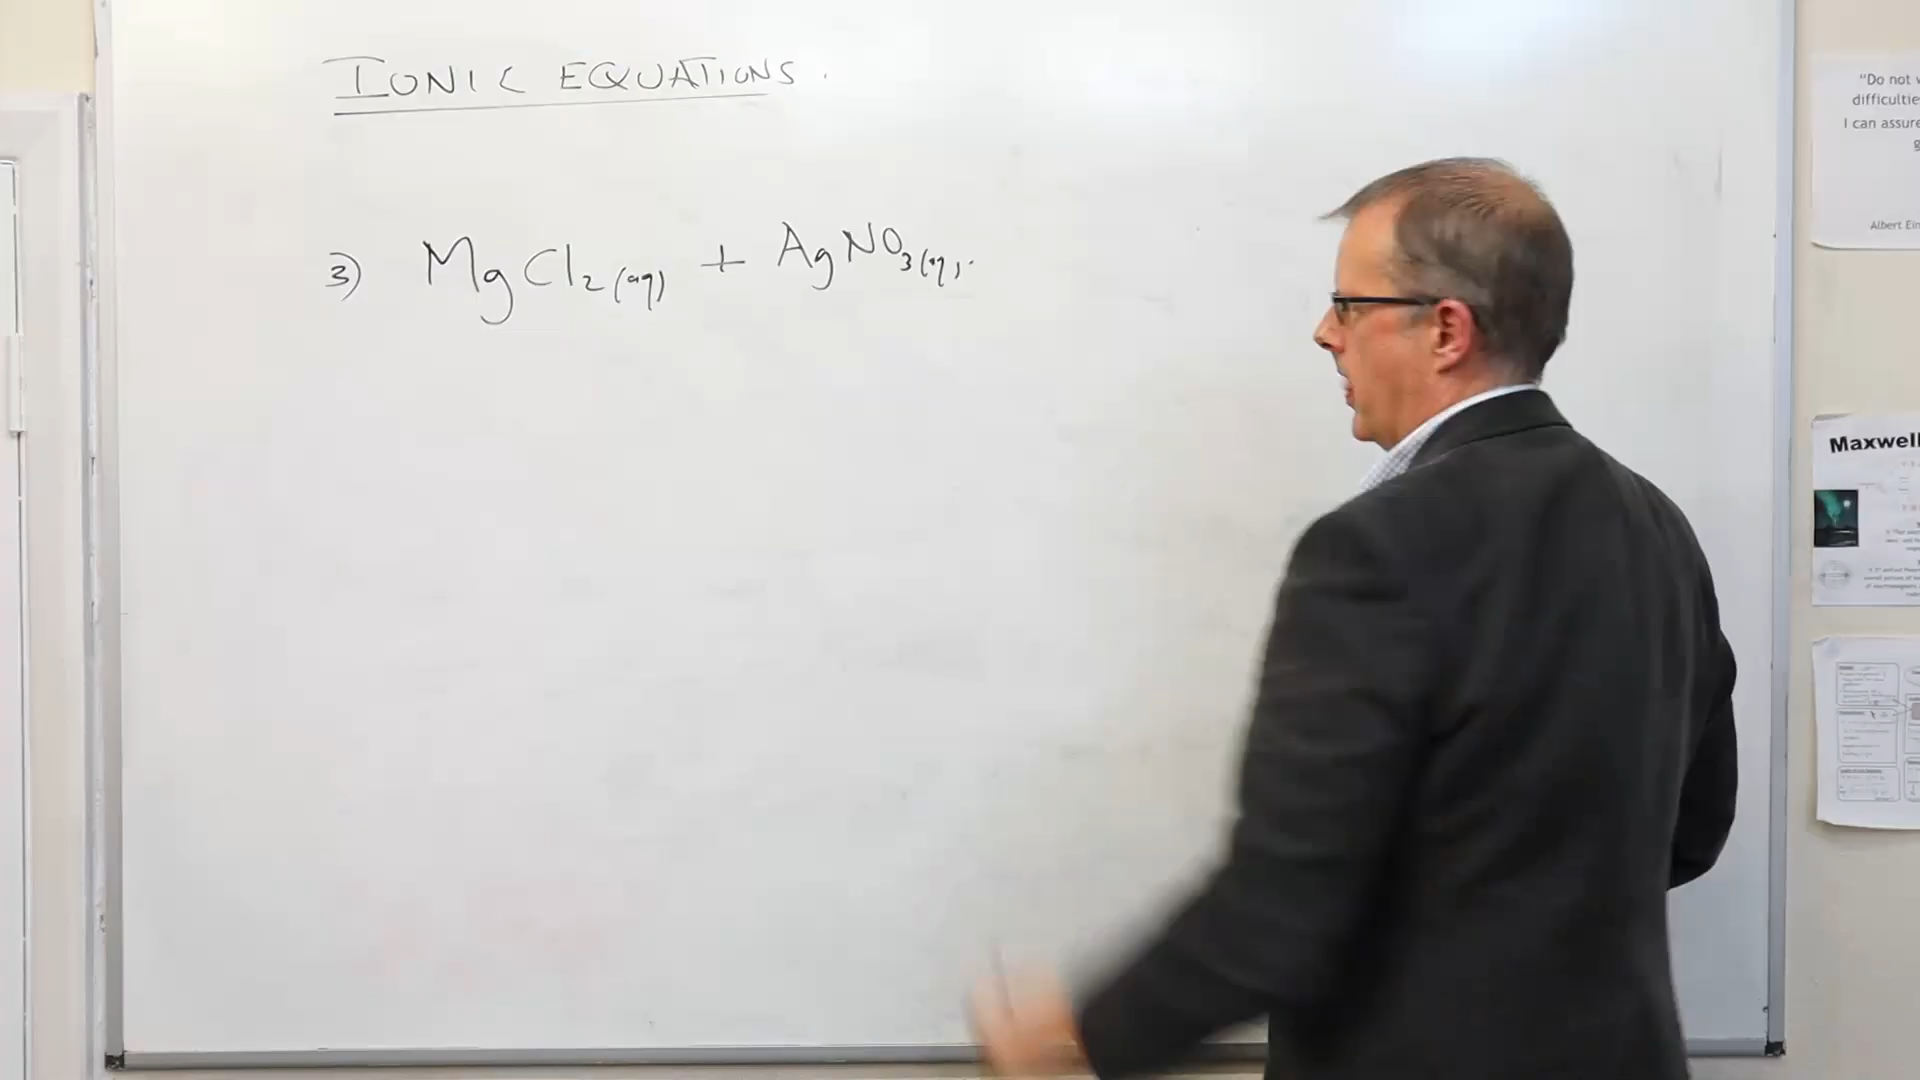 IONIC EQUATIONS.
3) MgCl₂(aq) + AgNO₃(aq).
"Do not
difficultie
I can assure
g
Albert Ein
Maxwell